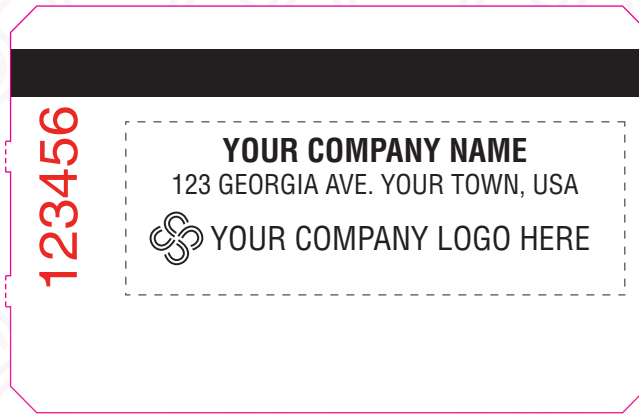 123456
YOUR COMPANY NAME
123 GEORGIA AVE. YOUR TOWN, USA
YOUR COMPANY LOGO HERE